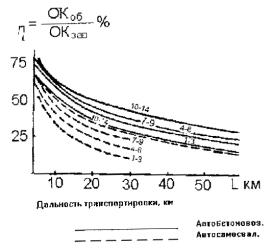 η = ОКоб / ОКзав %
75
50
25
10-14
7-9
4-6
1-3
10-14
7-9
4-6
1-3
10 20 30 40 50 L км
Дальность транспортировки, км
Автобетоновоз.
Автосамосвал.